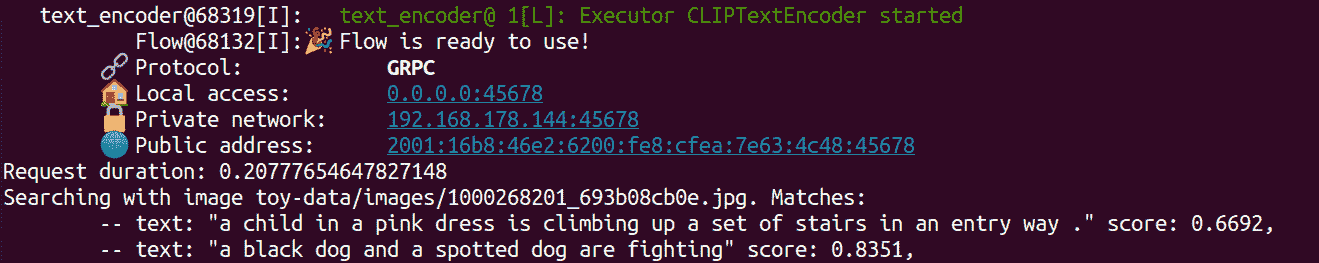 text_encoder@68319[I]: text_encoder@ 1[L]: Executor CLIPTextEncoder started
Flow@68132[I]:🎉Flow is ready to use!
🔗 Protocol: GRPC
🏠 Local access: 0.0.0.0:45678
🔒 Private network: 192.168.178.144:45678
🌐 Public address: 2001:16b8:46e2:6200:fe8:cfea:7e63:4c48:45678
Request duration: 0.20777654647827148
Searching with image toy-data/images/1000268201_693b08cb0e.jpg. Matches:
-- text: "a child in a pink dress is climbing up a set of stairs in an entry way ." score: 0.6692,
-- text: "a black dog and a spotted dog are fighting" score: 0.8351,